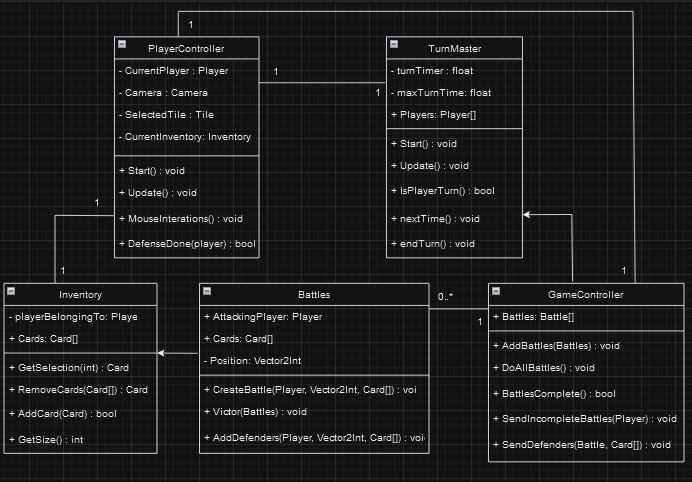 1
PlayerController
- CurrentPlayer : Player
- Camera : Camera
- SelectedTile : Tile
- CurrentInventory: Inventory
+ Start() : void
+ Update() : void
+ MouseInterations() : void
+ DefenseDone(player) : bool
1
1
TurnMaster
- turnTimer : float
- maxTurnTime: float
+ Players: Player[]
+ Start() : void
+ Update() : void
+ IsPlayerTurn() : bool
+ nextTime() : void
+ endTurn() : void
1
1
1
Inventory
- playerBelongingTo: Playe
+ Cards: Card[]
+ GetSelection(int) : Card
+ RemoveCards(Card[]) : Card
+ AddCard(Card) : bool
+ GetSize() : int
Battles
+ AttackingPlayer: Player
+ Cards: Card[]
- Position: Vector2Int
+ CreateBattle(Player, Vector2Int, Card[]) : voi
+ Victor(Battles) : void
+ AddDefenders(Player, Vector2Int, Card[]) : voi
0..*
1
GameController
+ Battles: Battle[]
+ AddBattles(Battles) : void
+ DoAllBattles() : void
+ BattlesComplete() : bool
+ SendIncompleteBattles(Player) : void
+ SendDefenders(Battle, Card[]) : void